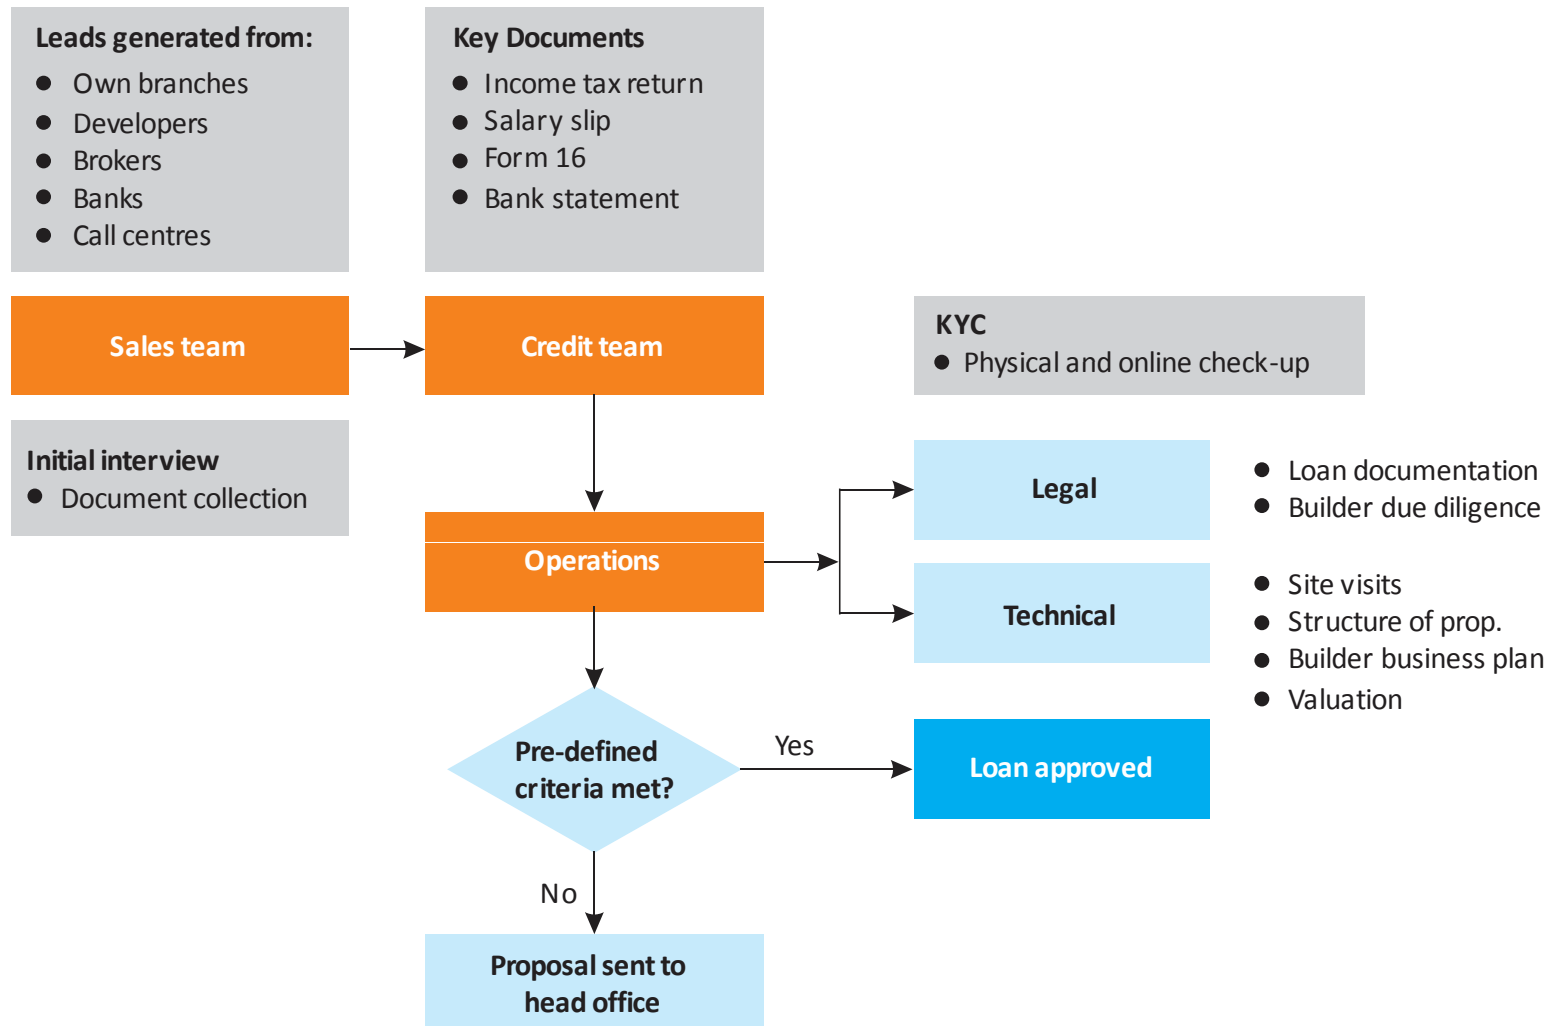 Leads generated from:
● Own branches
● Developers
● Brokers
● Banks
● Call centres
Key Documents
● Income tax return
● Salary slip
● Form 16
● Bank statement
Sales team
Credit team
KYC
● Physical and online check-up
Initial interview
● Document collection
Operations
Legal
● Loan documentation
● Builder due diligence
Technical
● Site visits
● Structure of prop.
● Builder business plan
● Valuation
Pre-defined
criteria met?
Yes
Loan approved
No
Proposal sent to
head office